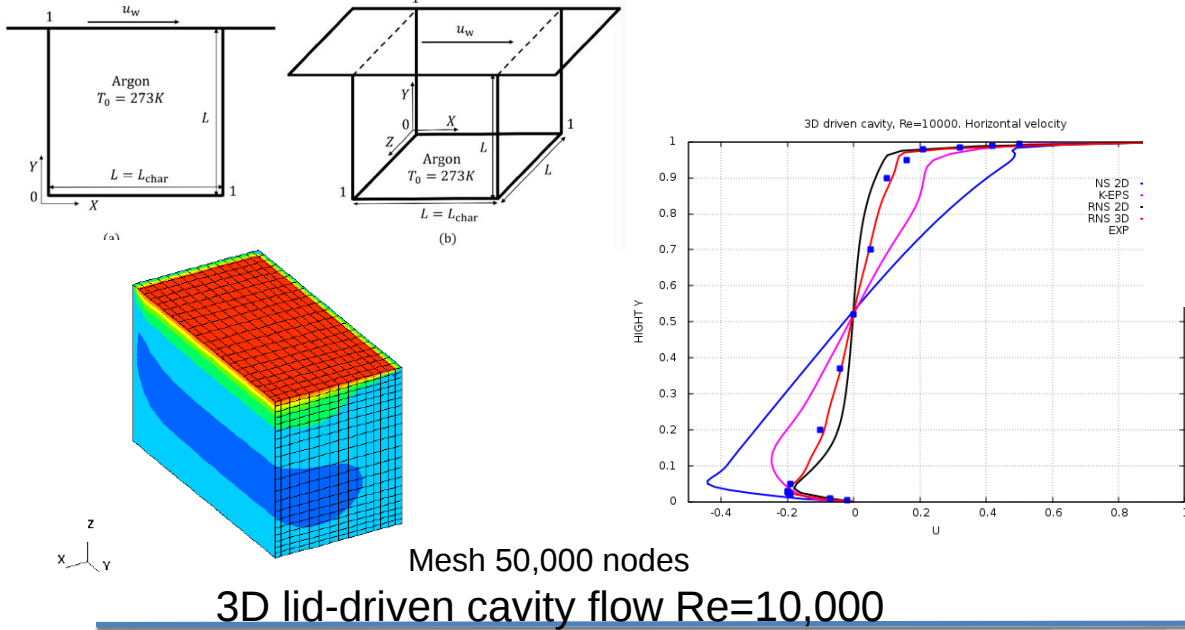 1
u_w
Argon
T_0 = 273K
L
Y
L = L_char
0
1
X
(a)
1
u_w
Y
X
0
1
Z
L
Argon
T_0 = 273K
L
1
L = L_char
(b)
3D driven cavity, Re=10000. Horizontal velocity
NS 2D
K-EPS
RNS 2D
RNS 3D
EXP
1
0.9
0.8
0.7
0.6
0.5
0.4
0.3
0.2
0.1
0
HIGHT Y
-0.4
-0.2
0
0.2
0.4
0.6
0.8
1
U
Z
X
Y
Mesh 50,000 nodes
3D lid-driven cavity flow Re=10,000